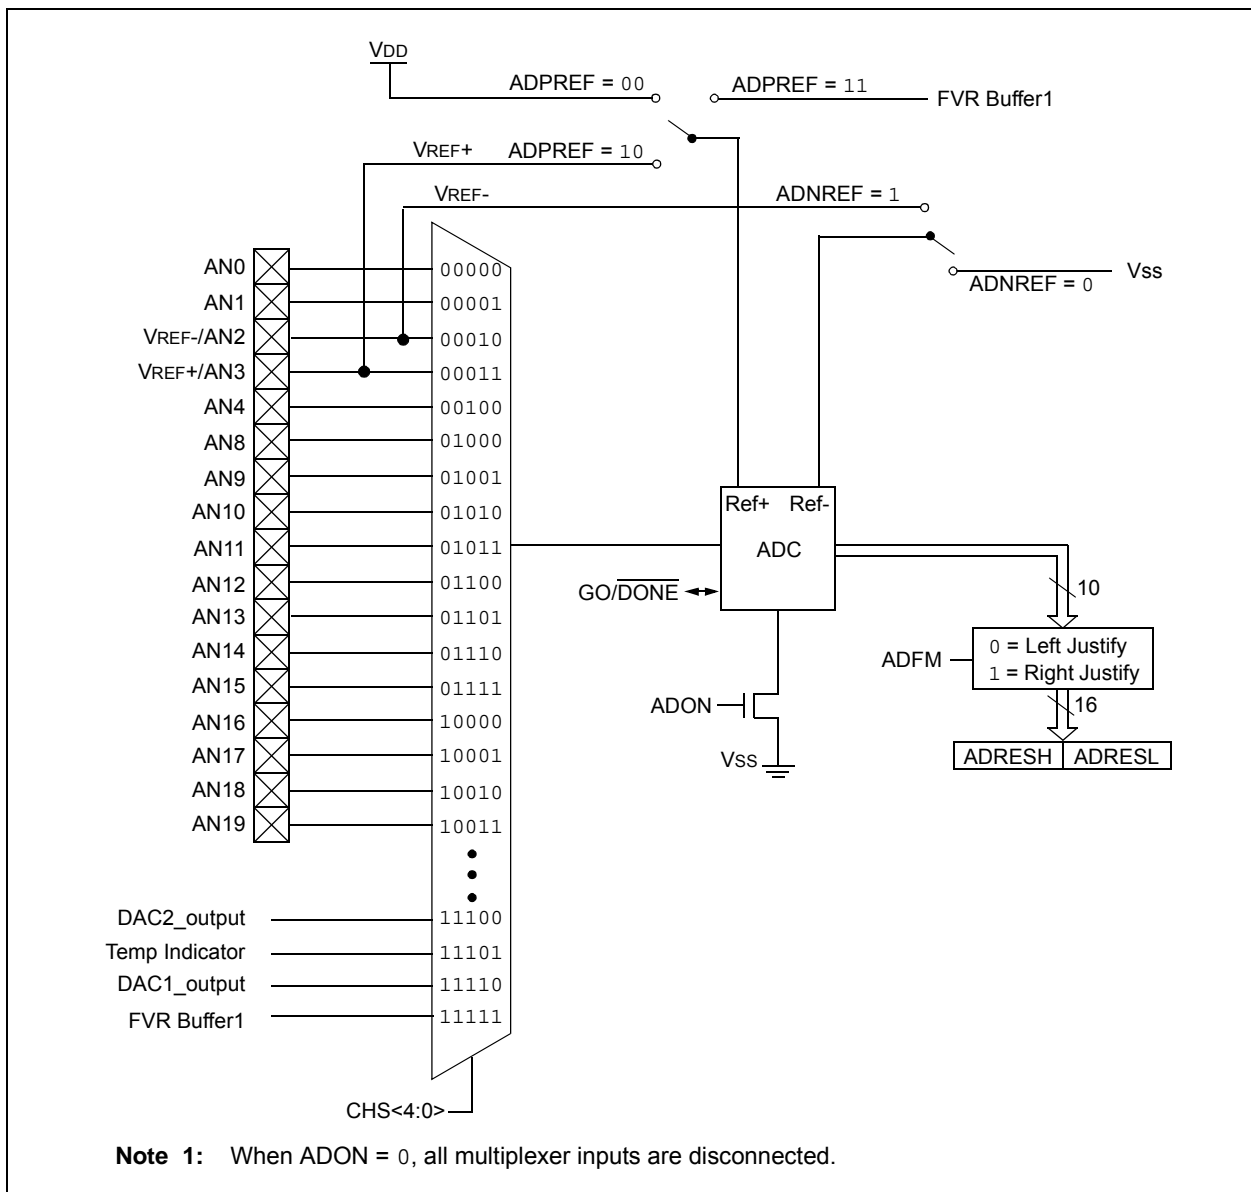 VDD
ADPREF = 00
ADPREF = 11
FVR Buffer1
VREF+
ADPREF = 10
VREF-
ADNREF = 1
Vss
ADNREF = 0
AN0
00000
AN1
00001
VREF-/AN2
00010
VREF+/AN3
00011
AN4
00100
AN8
01000
AN9
01001
AN10
01010
AN11
01011
AN12
01100
AN13
01101
AN14
01110
AN15
01111
AN16
10000
AN17
10001
AN18
10010
AN19
10011
DAC2_output
11100
Temp Indicator
11101
DAC1_output
11110
FVR Buffer1
11111
CHS<4:0>
Ref+ Ref-
ADC
GO/DONE
10
ADFM
0 = Left Justify
1 = Right Justify
16
ADRESH ADRESL
ADON
Vss
Note 1: When ADON = 0, all multiplexer inputs are disconnected.